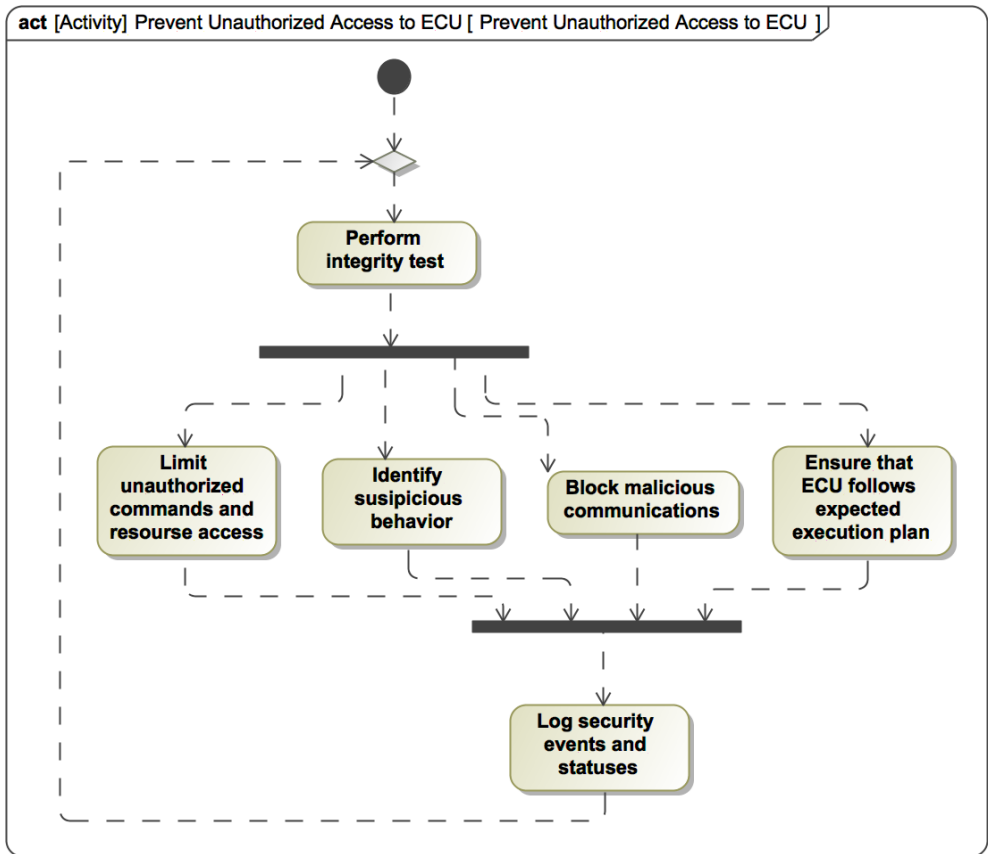 act [Activity] Prevent Unauthorized Access to ECU [ Prevent Unauthorized Access to ECU ]
Perform
integrity test
Limit
unauthorized
commands and
resourse access
Identify
susipicious
behavior
Block malicious
communications
Ensure that
ECU follows
expected
execution plan
Log security
events and
statuses